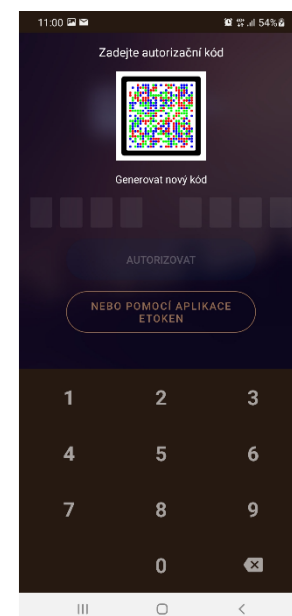 11:00 54%
Zadejte autorizační kód
Generovat nový kód
AUTORIZOVAT
NEBO POMOCÍ APLIKACE
ETOKEN
1 2 3
4 5 6
7 8 9
0